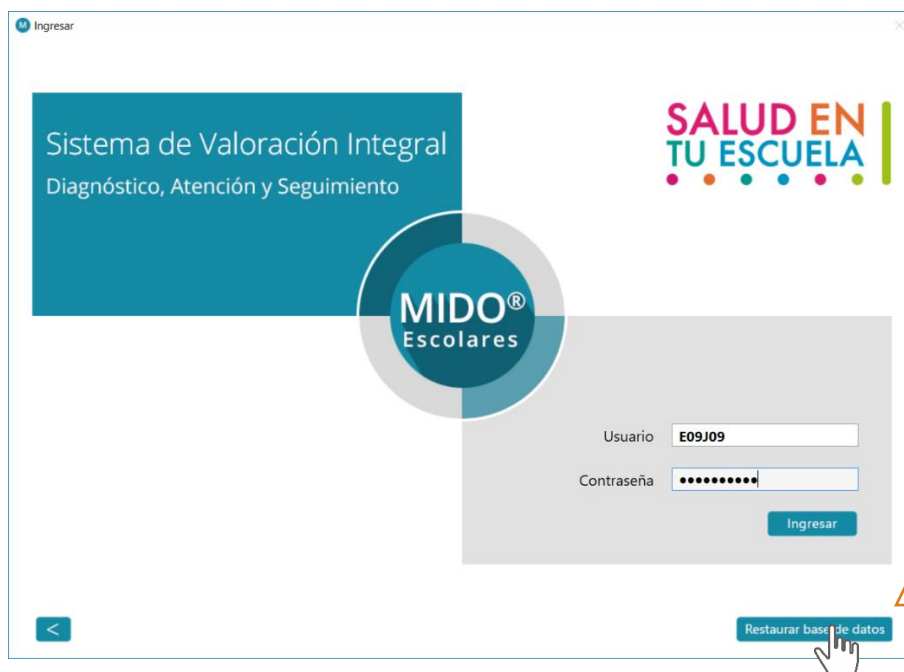 M Ingresar
Sistema de Valoración Integral
Diagnóstico, Atención y Seguimiento
SALUD EN
TU ESCUELA
MIDO®
Escolares
Usuario E09J09
Contraseña ●●●●●●●●●●
Ingresar
<
Restaurar base de datos